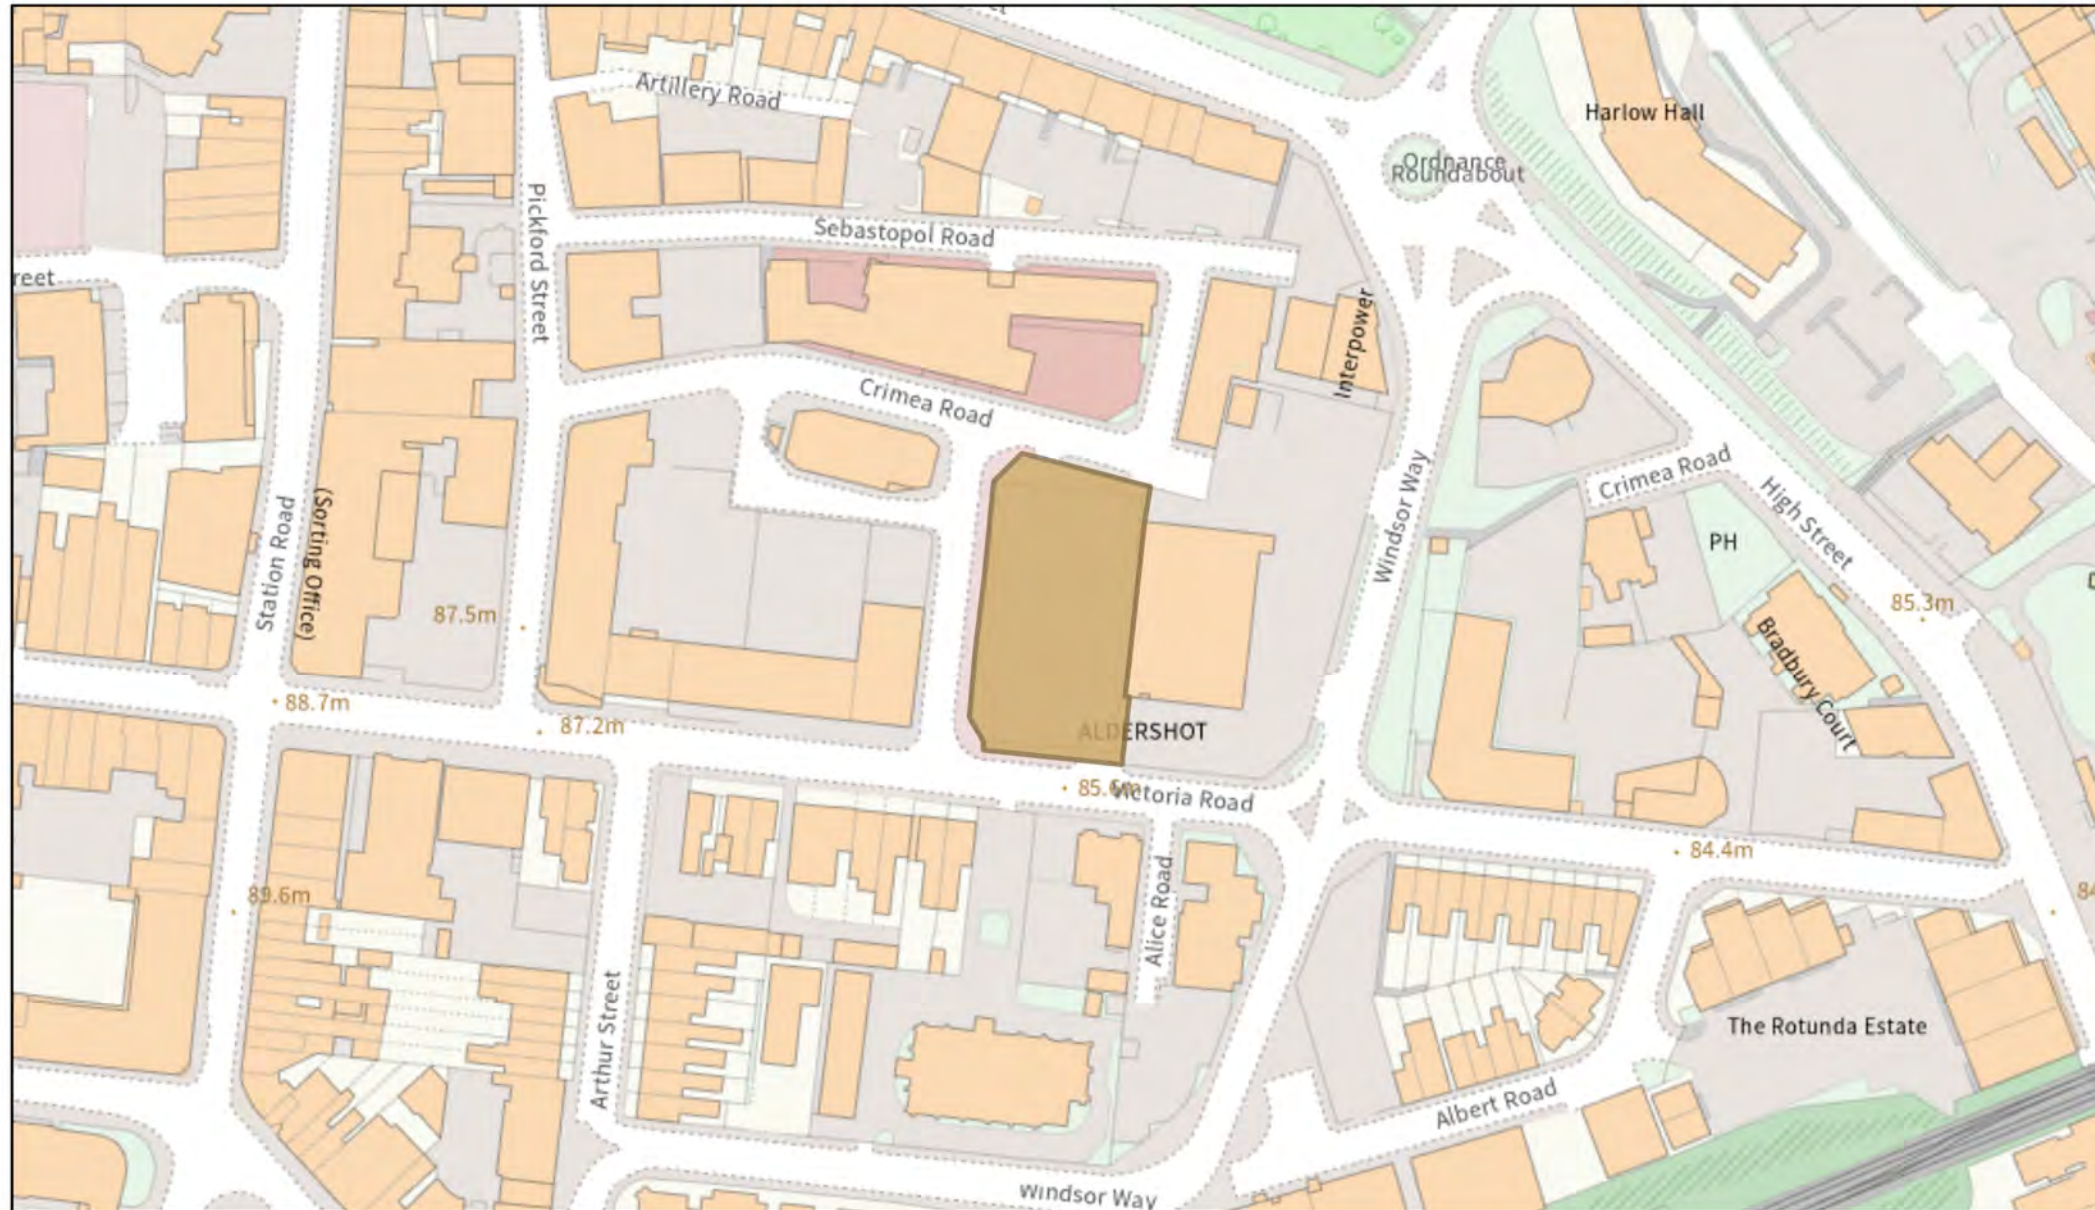 Artillery Road
Harlow Hall
Ordnance
Roundabout
Pickford Street
Sebastopol Road
reet
Interpower
Crimea Road
Windsor Way
Crimea Road
High Street
Station Road
(Sorting Office)
PH
87.5m
85.3m
Bradbury Court
88.7m
87.2m
ALDERSHOT
Victoria Road
84.4m
89.6m
84
Alice Road
Arthur Street
The Rotunda Estate
Albert Road
Windsor Way